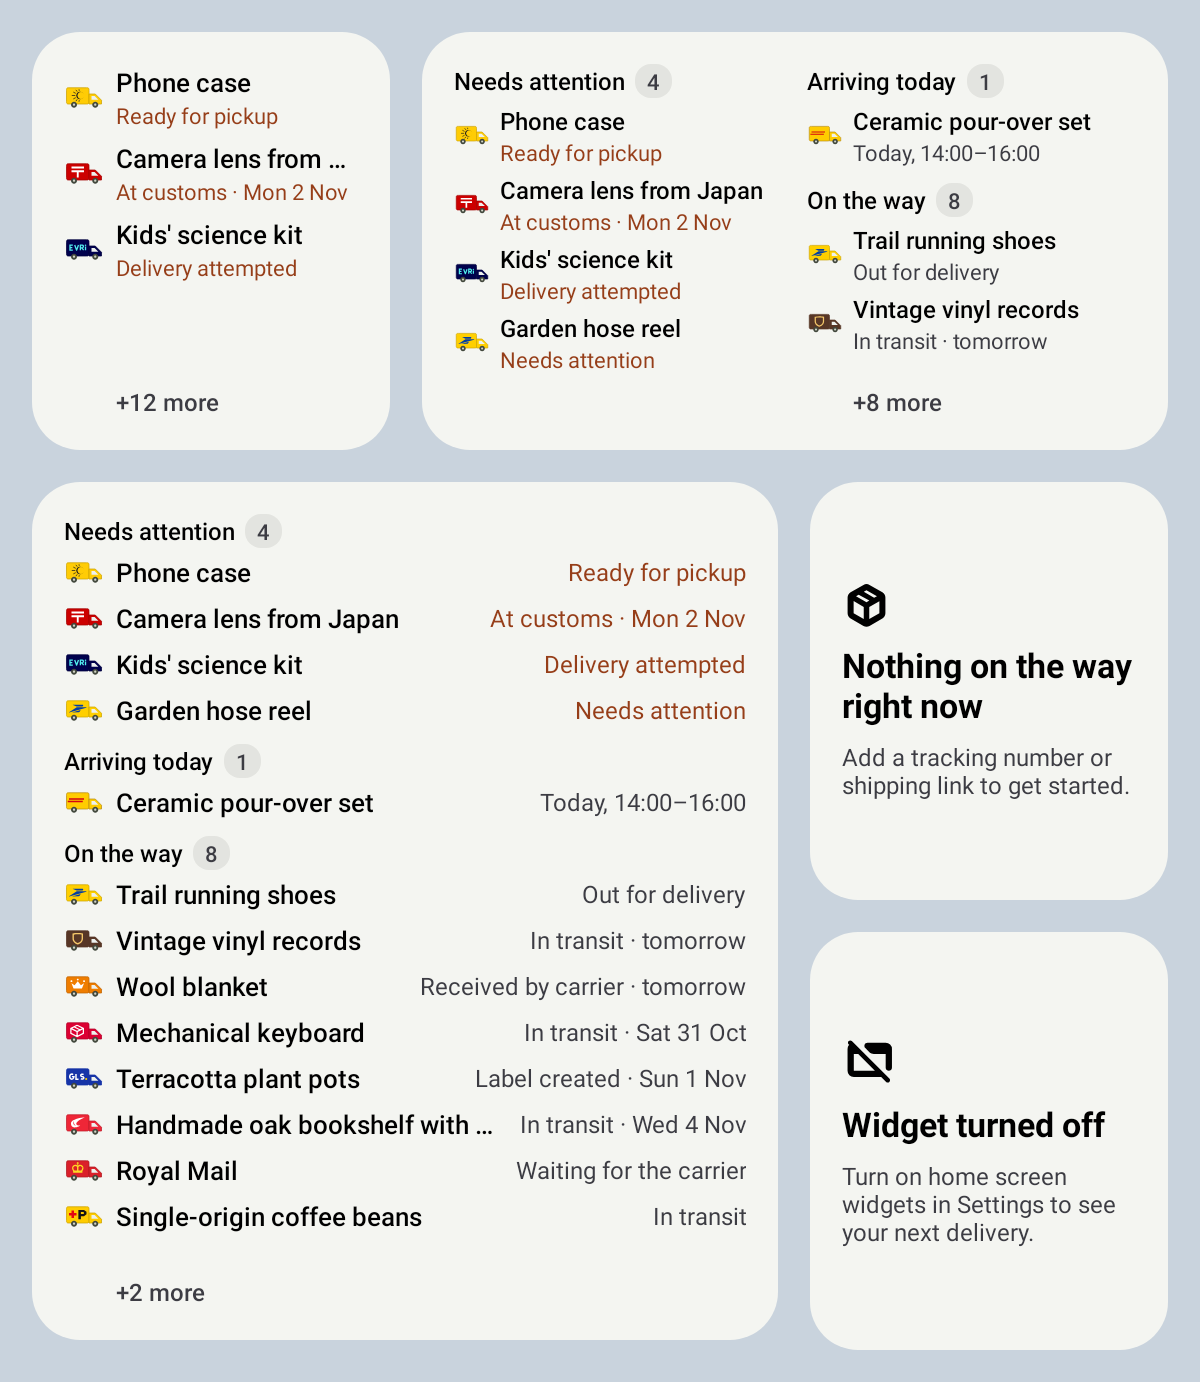 Phone case
Ready for pickup
Camera lens from ...
At customs · Mon 2 Nov
EVRi
Kids' science kit
Delivery attempted
+12 more
Needs attention 4
Phone case
Ready for pickup
Camera lens from Japan
At customs · Mon 2 Nov
EVRi
Kids' science kit
Delivery attempted
Garden hose reel
Needs attention
Arriving today 1
Ceramic pour-over set
Today, 14:00–16:00
On the way 8
Trail running shoes
Out for delivery
Vintage vinyl records
In transit · tomorrow
+8 more
Needs attention 4
Phone case Ready for pickup
Camera lens from Japan At customs · Mon 2 Nov
EVRi Kids' science kit Delivery attempted
Garden hose reel Needs attention
Arriving today 1
Ceramic pour-over set Today, 14:00–16:00
On the way 8
Trail running shoes Out for delivery
Vintage vinyl records In transit · tomorrow
Wool blanket Received by carrier · tomorrow
Mechanical keyboard In transit · Sat 31 Oct
GLS. Terracotta plant pots Label created · Sun 1 Nov
Handmade oak bookshelf with ... In transit · Wed 4 Nov
Royal Mail Waiting for the carrier
+P Single-origin coffee beans In transit
+2 more
Nothing on the way
right now
Add a tracking number or
shipping link to get started.
Widget turned off
Turn on home screen
widgets in Settings to see
your next delivery.